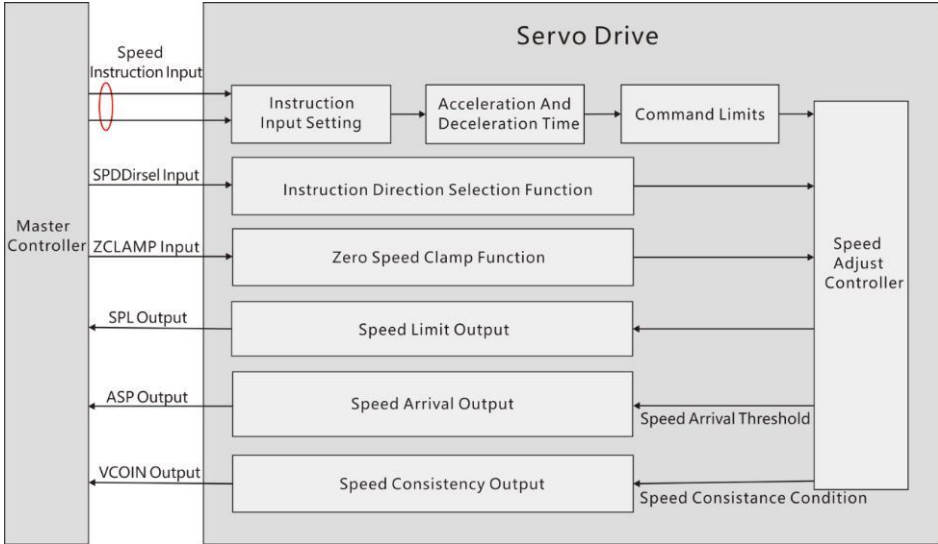 Servo Drive
Speed
Instruction Input
Instruction
Input Setting
Acceleration And
Deceleration Time
Command Limits
SPDDirsel Input
Instruction Direction Selection Function
Master
Controller
ZCLAMP Input
Zero Speed Clamp Function
Speed
Adjust
Controller
SPL Output
Speed Limit Output
ASP Output
Speed Arrival Output
Speed Arrival Threshold
VCOIN Output
Speed Consistency Output
Speed Consistance Condition